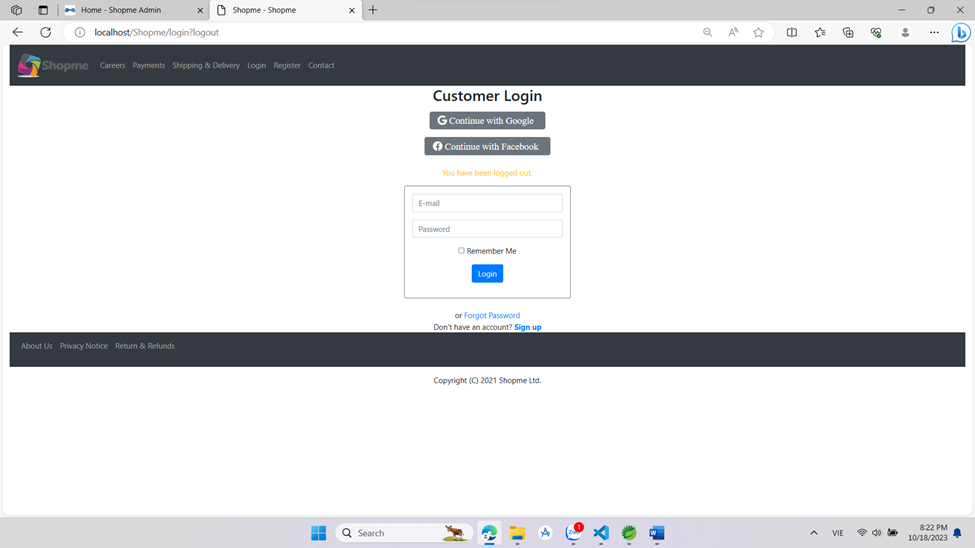 Home - Shopme Admin
Shopme - Shopme
localhost/Shopme/login?logout
Shopme Careers Payments Shipping & Delivery Login Register Contact
Customer Login
Continue with Google
Continue with Facebook
You have been logged out.
E-mail
Password
Remember Me
Login
or Forgot Password
Don't have an account? Sign up
About Us Privacy Notice Return & Refunds
Copyright (C) 2021 Shopme Ltd.
Search
1
VIE
8:22 PM
10/18/2023